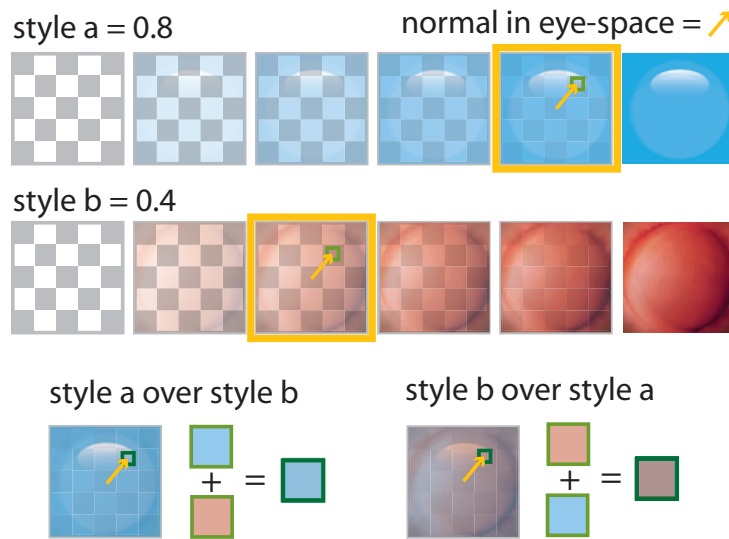 style a = 0.8
normal in eye-space =
style b = 0.4
style a over style b
style b over style a
+ =
+ =